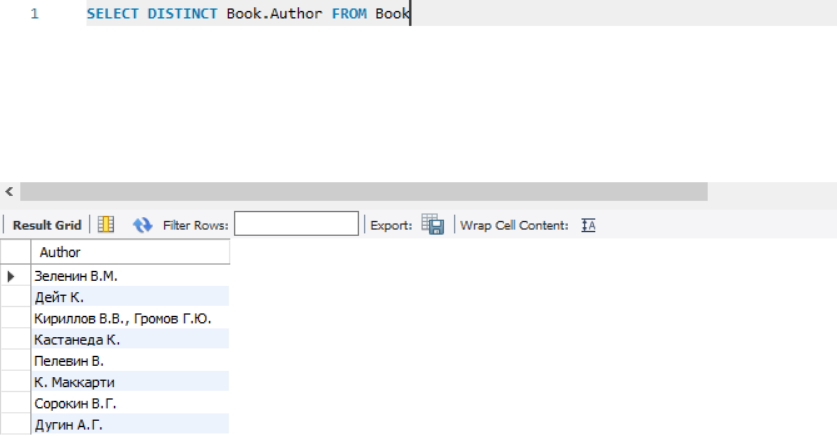 1 SELECT DISTINCT Book.Author FROM Book
Result Grid Filter Rows: Export: Wrap Cell Content:
Author
Зеленин В.М.
Дейт К.
Кириллов В.В., Громов Г.Ю.
Кастанеда К.
Пелевин В.
К. Маккарти
Сорокин В.Г.
Дугин А.Г.